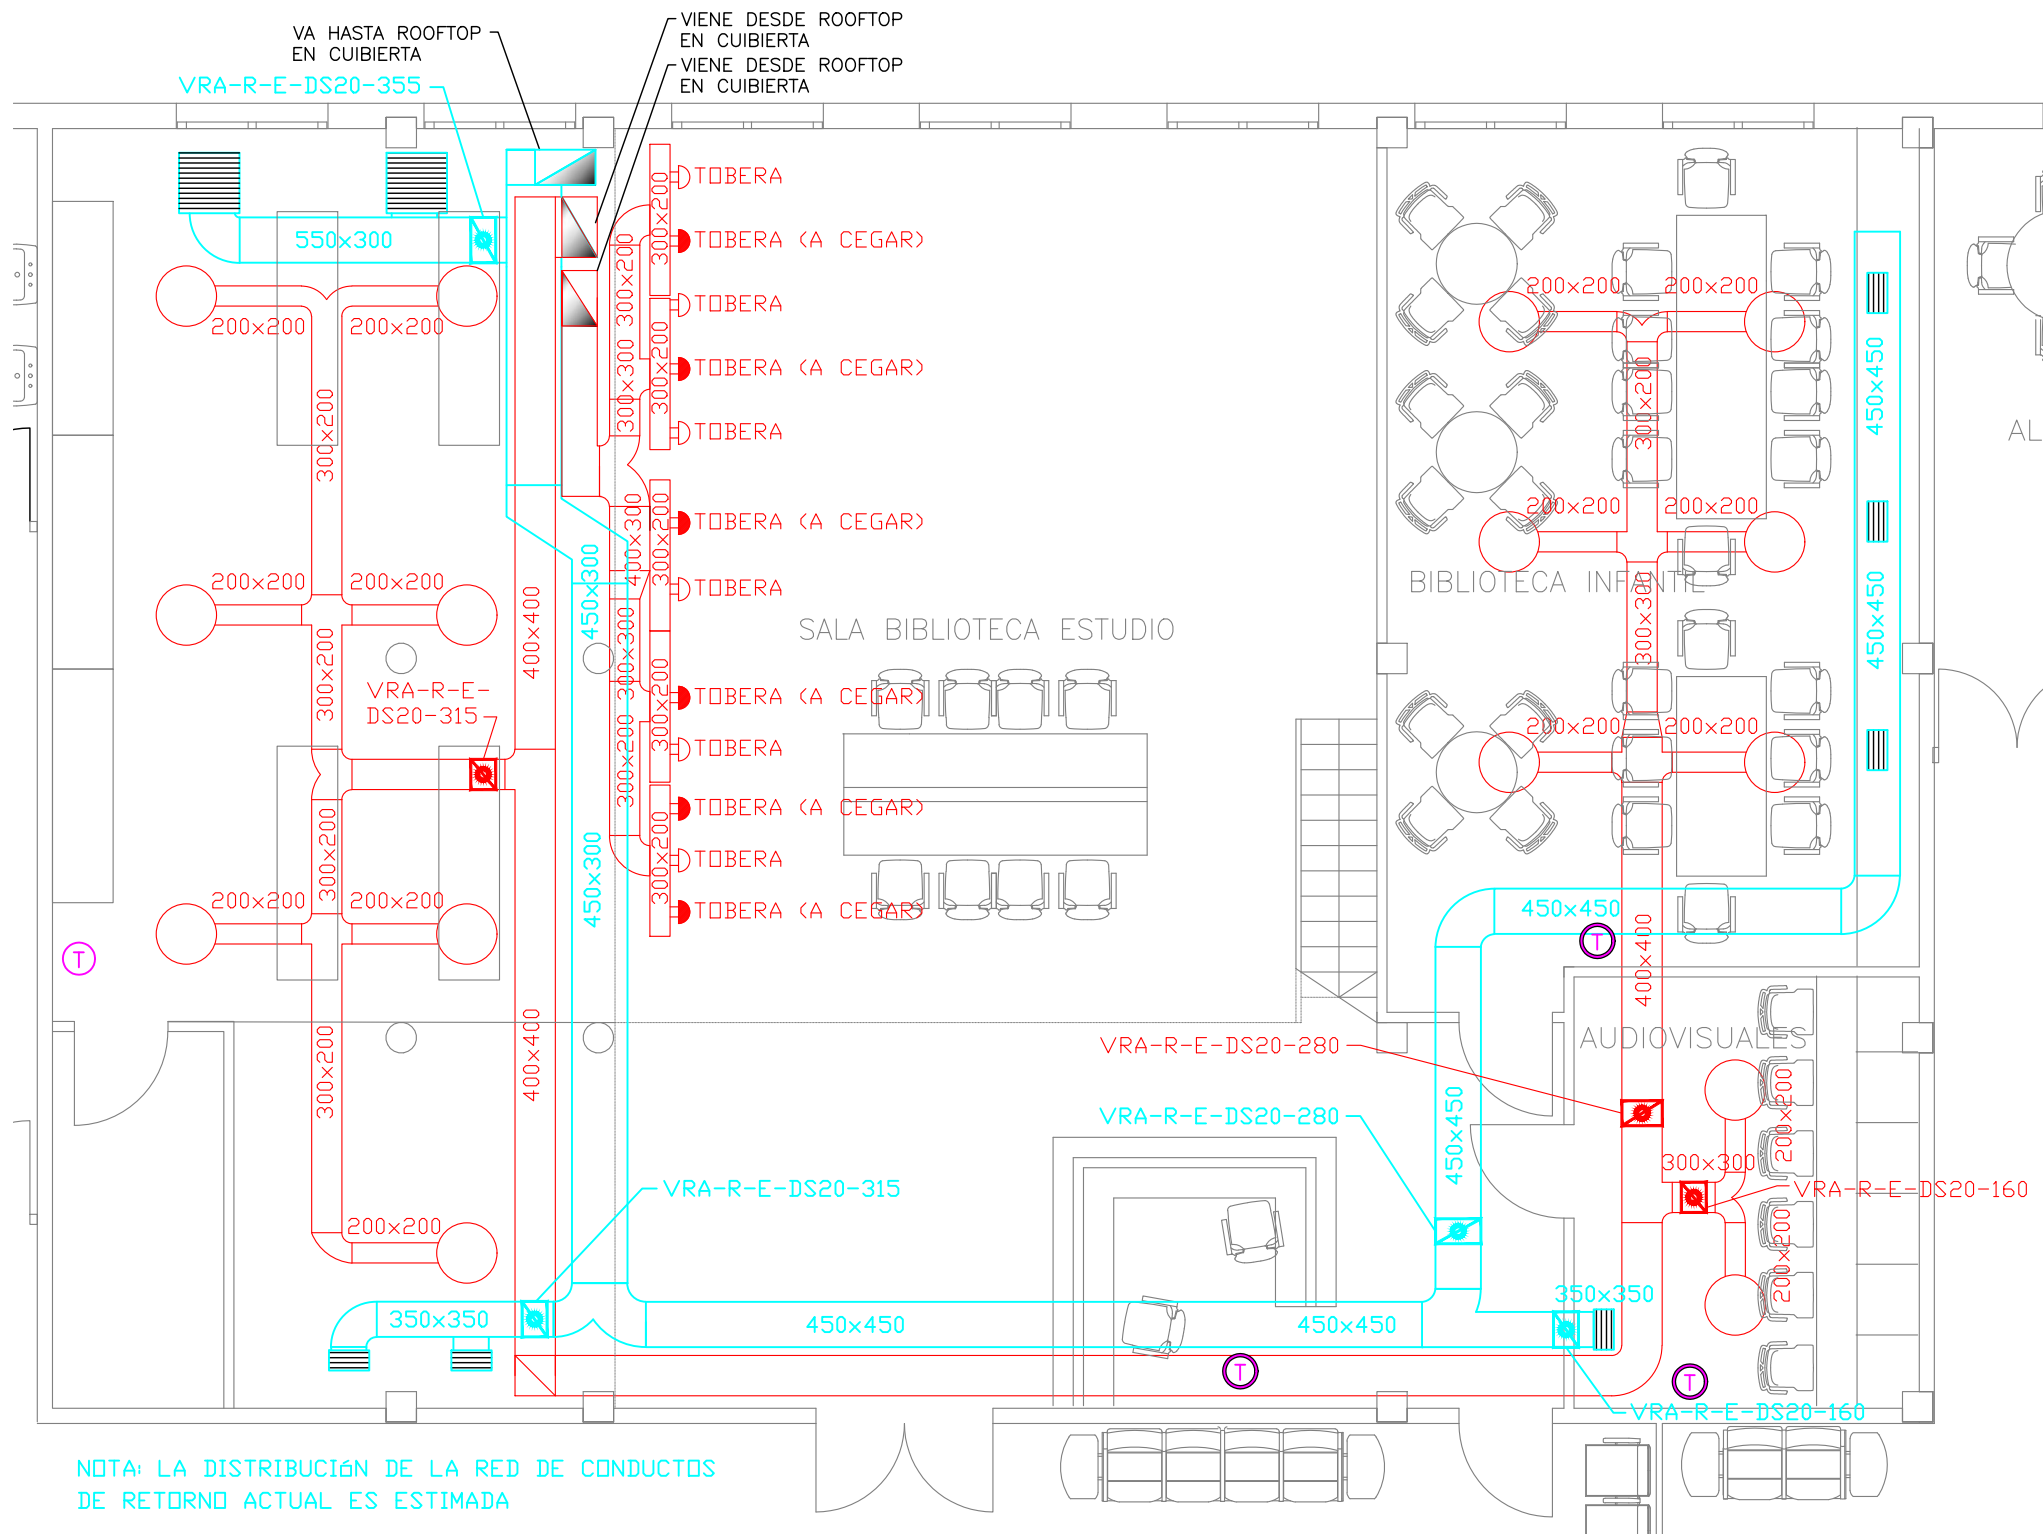 VA HASTA ROOFTOP
EN CUIBIERTA
VIENE DESDE ROOFTOP
EN CUIBIERTA
VIENE DESDE ROOFTOP
EN CUIBIERTA
VRA-R-E-DS20-355
550x300
200x200
200x200
300x200
200x200
200x200
300x200
VRA-R-E-
DS20-315
300x200
200x200
200x200
T
300x200
200x200
400x400
400x400
450x300
450x300
300x200
300x300
400x300
300x300
300x200
300x200
300x200
300x200
300x200
300x200
TOBERA
TOBERA (A CEGAR)
TOBERA
TOBERA (A CEGAR)
TOBERA
TOBERA (A CEGAR)
TOBERA
TOBERA (A CEGAR)
TOBERA
TOBERA (A CEGAR)
TOBERA
TOBERA (A CEGAR)
SALA BIBLIOTECA ESTUDIO
200x200
200x200
300x200
450x450
AL
200x200
200x200
BIBLIOTECA INFANTIL
300x300
450x450
200x200
200x200
450x450
T
400x400
AUDIOVISUALES
VRA-R-E-DS20-280
VRA-R-E-DS20-280
450x450
200x200
300x300
VRA-R-E-DS20-160
200x200
VRA-R-E-DS20-315
350x350
450x450
450x450
350x350
T
T
VRA-R-E-DS20-160
NOTA: LA DISTRIBUCIóN DE LA RED DE CONDUCTOS
DE RETORNO ACTUAL ES ESTIMADA